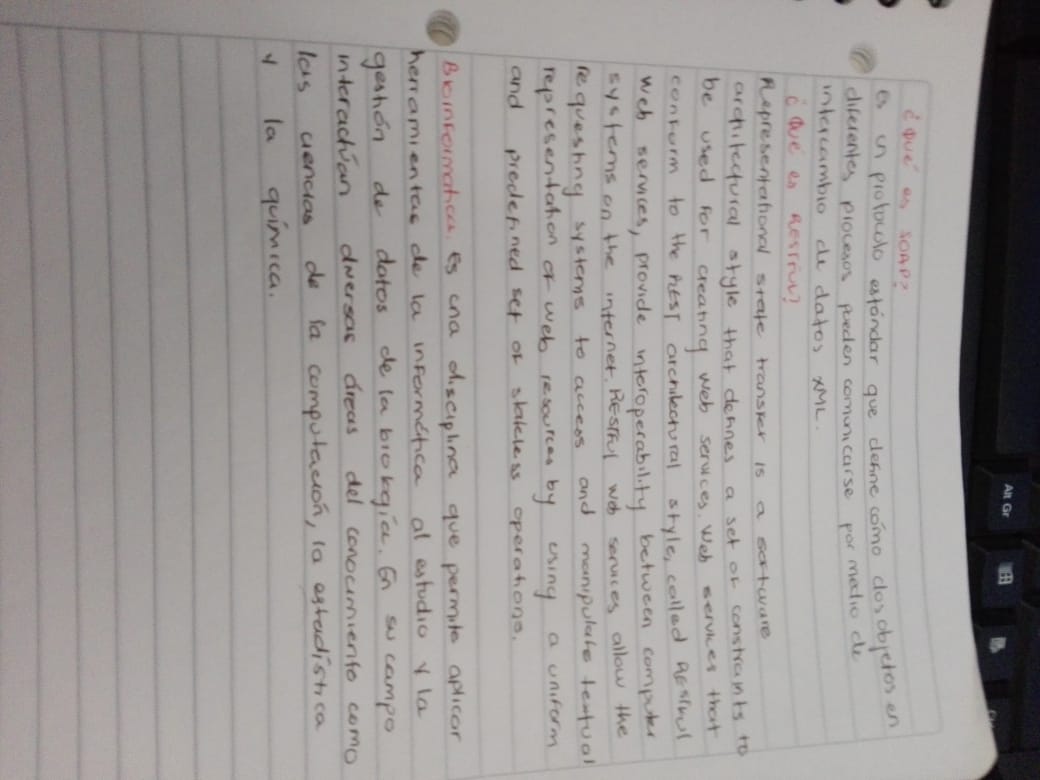 ¿Qué es SOAP?
es un protocolo estándar que define cómo dos objetos en
diferentes procesos pueden comunicarse por medio de
intercambio de datos XML.
¿Qué es RESTful?
Representational state transfer is a software
architectural style that defines a set of constraints to
be used for creating web services. Web services that
conform to the REST architectural style, called RESTful
web services, provide interoperability between computer
systems on the internet. RESTful web services allow the
requesting systems to access and manipulate textual
representation of web resources by using a uniform
and predefined set of stateless operations.
Bioinformática. Es una disciplina que permite aplicar
herramientas de la informática al estudio y la
gestión de datos de la biología. En su campo
interactúan diversas áreas del conocimiento como
las ciencias de la computación, la estadística
y la química.
Alt Gr